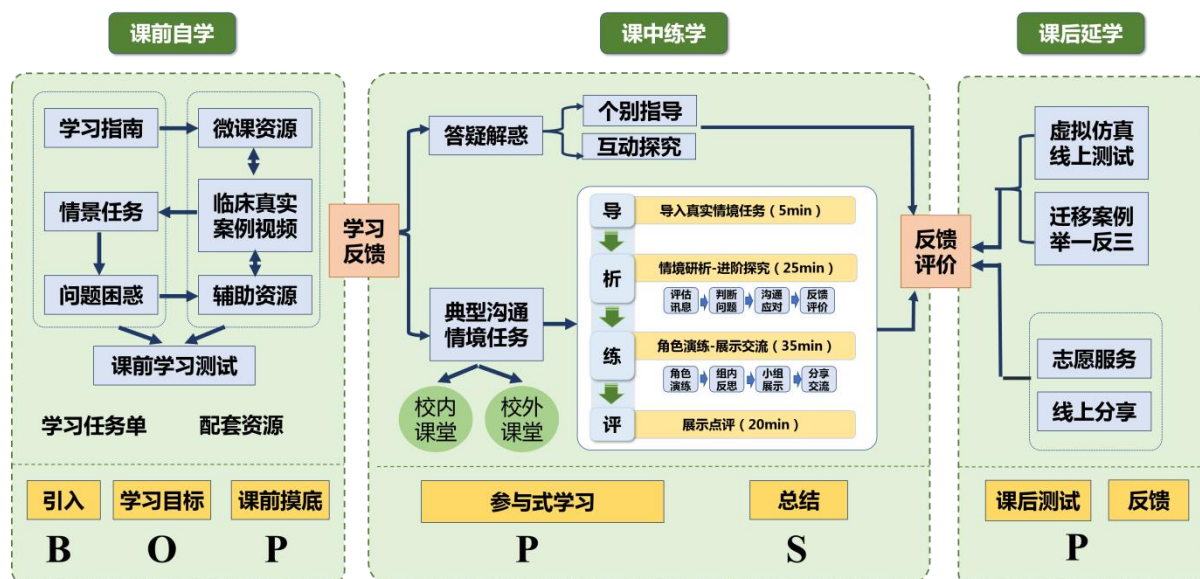 课前自学
学习指南
微课资源
情景任务
临床真实
案例视频
问题困惑
辅助资源
课前学习测试
学习任务单
配套资源
引入
学习目标
课前摸底
B
O
P
课中练学
学习
反馈
答疑解惑
个别指导
互动探究
典型沟通
情境任务
校内
课堂
校外
课堂
导
导入真实情境任务（5min）
析
情境研析-进阶探究（25min）
评估
讯息
判断
问题
沟通
应对
反馈
评价
练
角色演练-展示交流（35min）
角色
演练
组内
反思
小组
展示
分享
交流
评
展示点评（20min）
参与式学习
总结
P
S
反馈
评价
课后延学
虚拟仿真
线上测试
迁移案例
举一反三
志愿服务
线上分享
课后测试
反馈
P